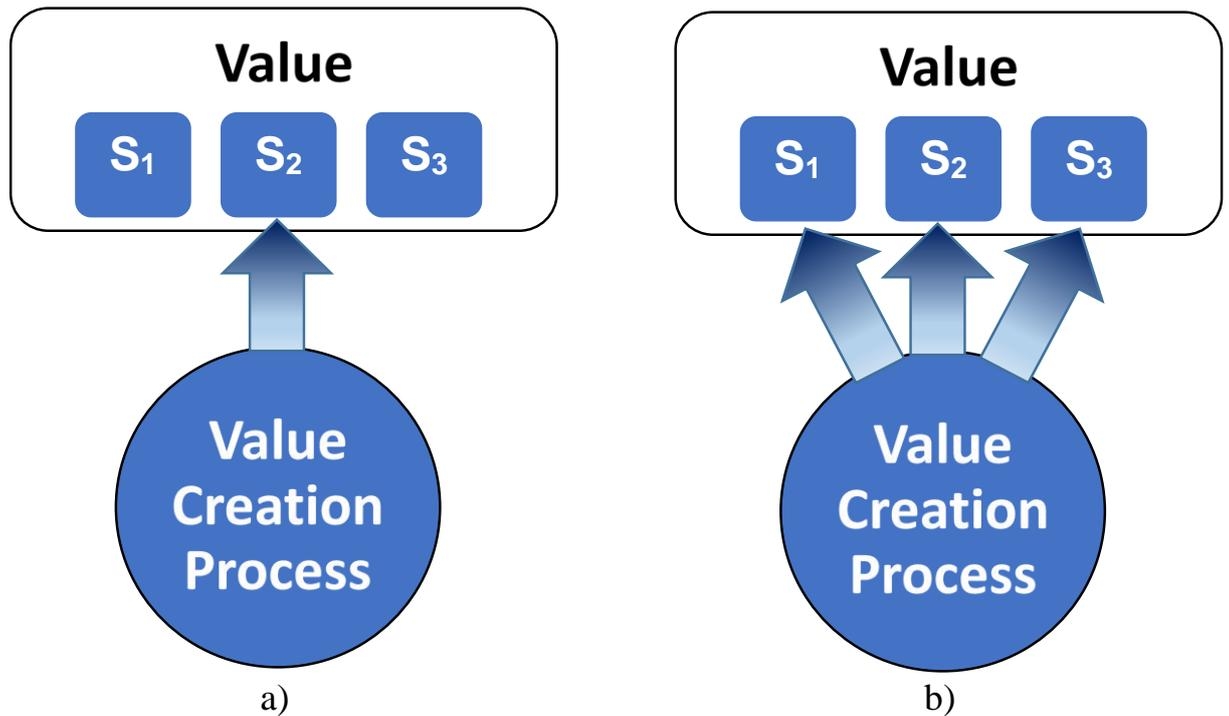 Value
S₁ S₂ S₃
Value
Creation
Process
a)
Value
S₁ S₂ S₃
Value
Creation
Process
b)